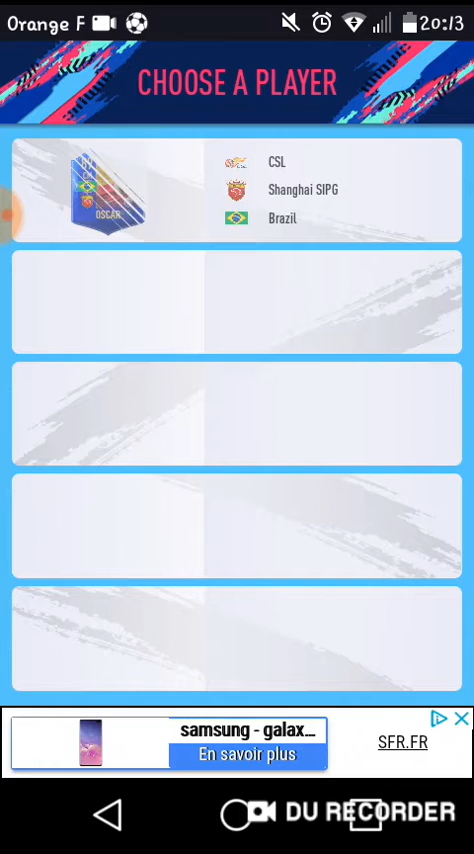 Orange F 20:13
CHOOSE A PLAYER
CSL
Shanghai SIPG
Brazil
OSCAR
samsung - galax...
En savoir plus
SFR.FR
DU RECORDER